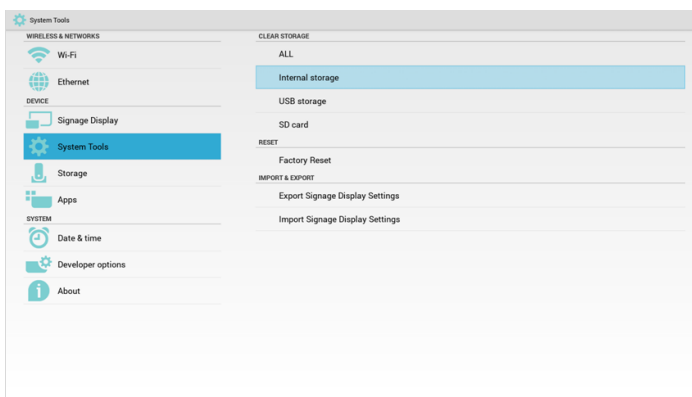 System Tools
WIRELESS & NETWORKS
Wi-Fi
Ethernet
DEVICE
Signage Display
System Tools
Storage
Apps
SYSTEM
Date & time
Developer options
About
CLEAR STORAGE
ALL
Internal storage
USB storage
SD card
RESET
Factory Reset
IMPORT & EXPORT
Export Signage Display Settings
Import Signage Display Settings